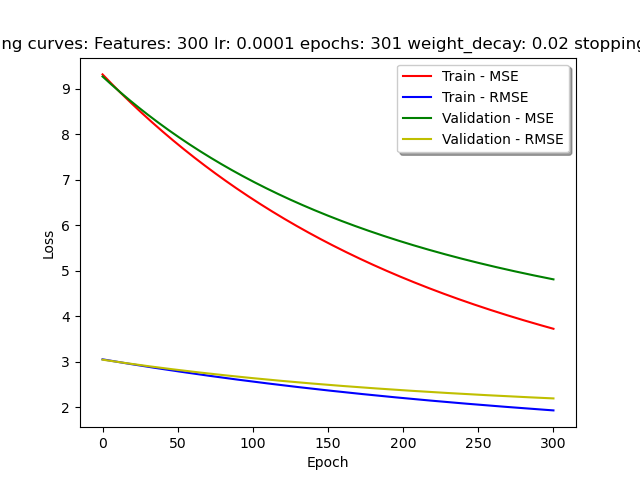 ng curves: Features: 300 lr: 0.0001 epochs: 301 weight_decay: 0.02 stopping
Train - MSE
Train - RMSE
Validation - MSE
Validation - RMSE
9
8
7
6
5
4
3
2
Loss
0 50 100 150 200 250 300
Epoch